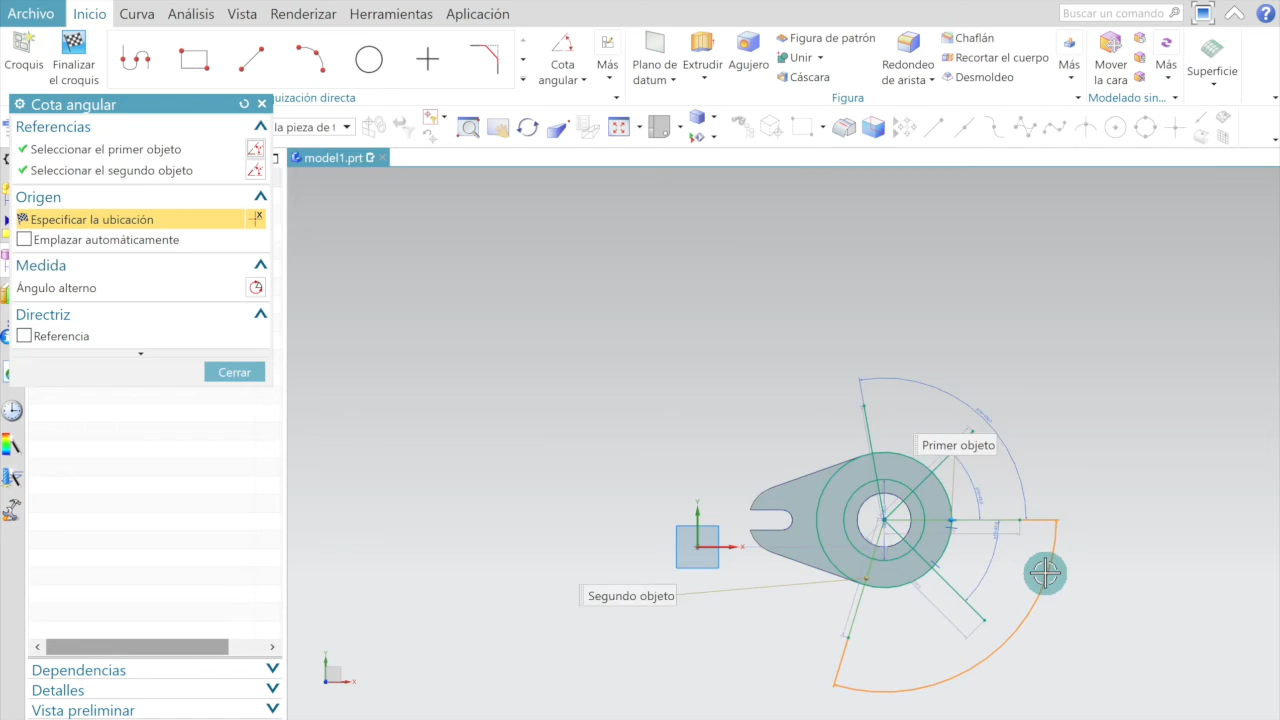 Archivo Inicio Curva Análisis Vista Renderizar Herramientas Aplicación Buscar un comando
Croquis Finalizar el croquis
Cota angular Más
Plano de datum Extrudir Agujero
Figura de patrón
Unir
Cáscara
Redondeo de arista
Chaflán
Recortar el cuerpo
Desmoldeo
Más
Mover la cara Más Superficie
uización directa Figura Modelado sin...
Cota angular
la pieza de t
Referencias
Seleccionar el primer objeto
Seleccionar el segundo objeto
model1.prt
Origen
Especificar la ubicación
Emplazar automáticamente
Medida
Ángulo alterno
Directriz
Referencia
Cerrar
Primer objeto
Y
X
Segundo objeto
Y
X
Dependencias
Detalles
Vista preliminar